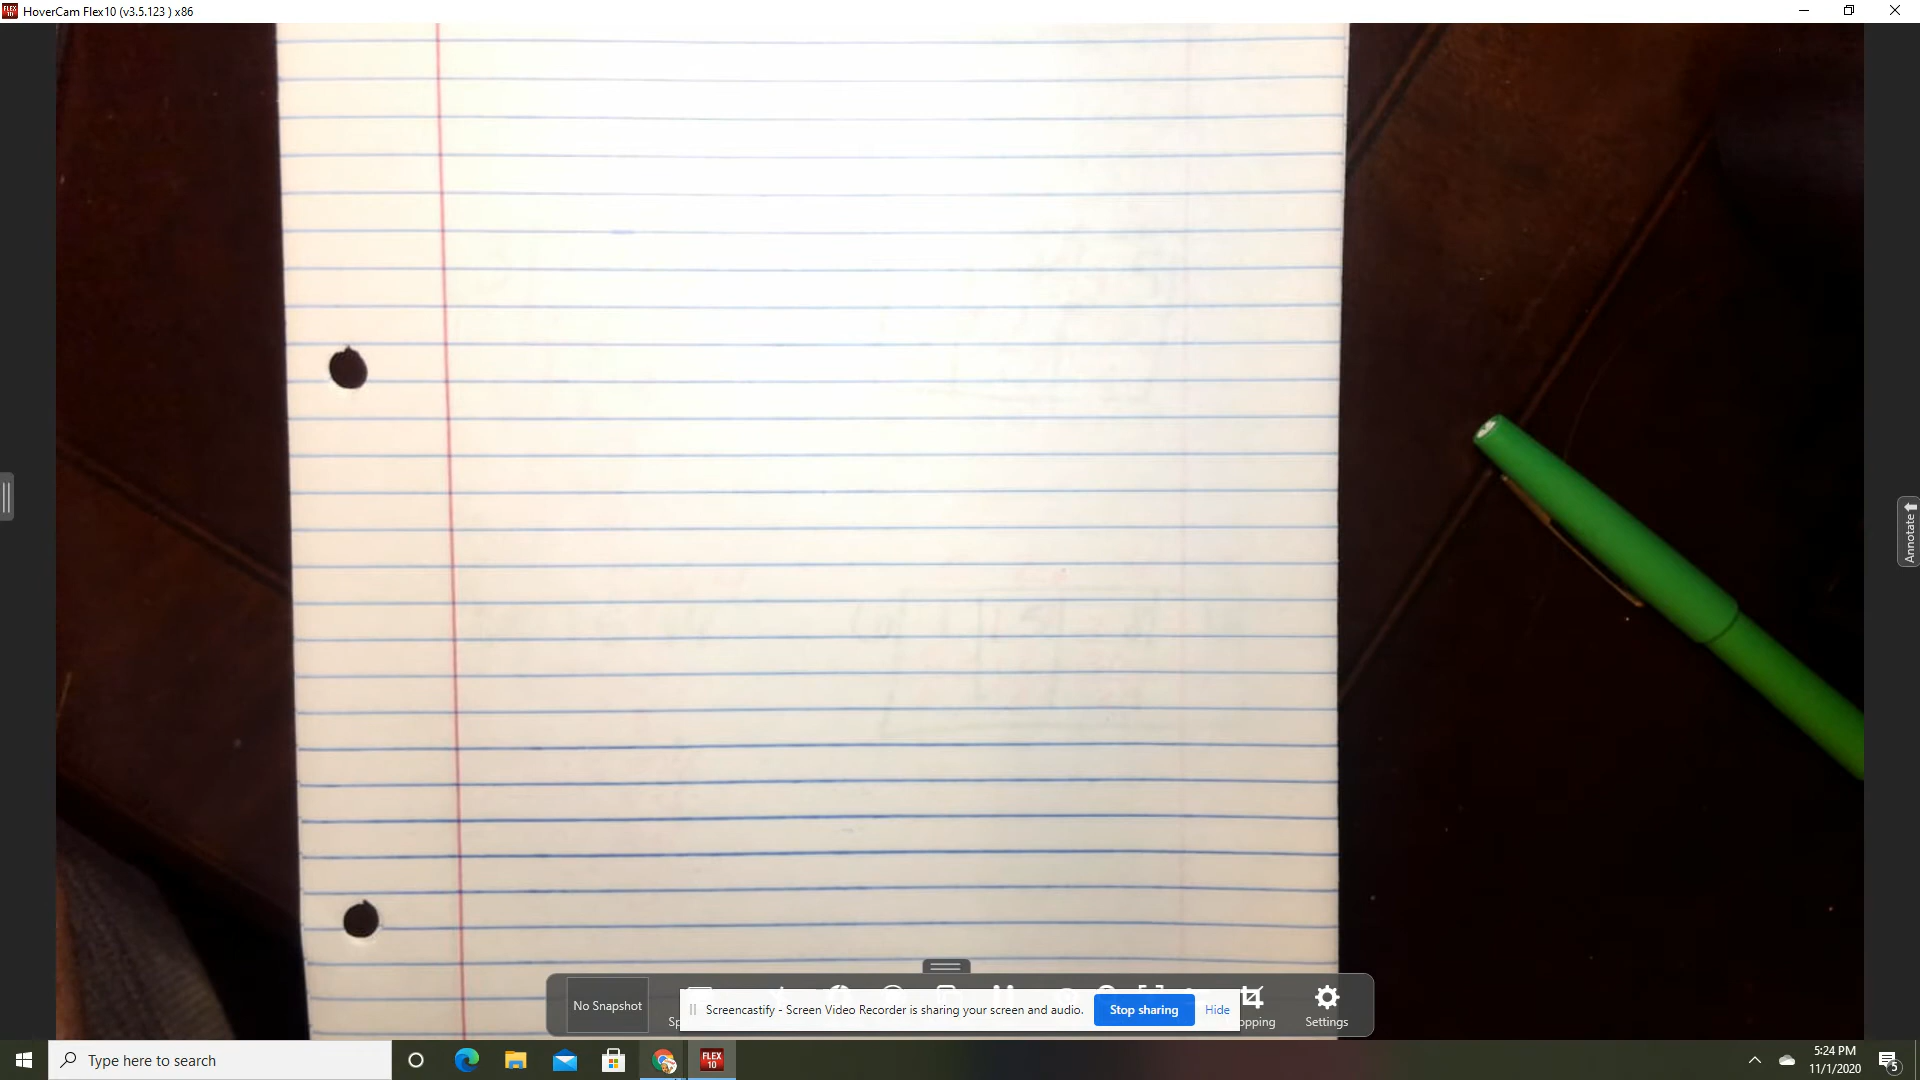 HoverCam Flex10 (v3.5.123 ) x86
Annotate
No Snapshot
Screencastify - Screen Video Recorder is sharing your screen and audio.
Stop sharing
Hide
Settings
Type here to search
FLEX
10
5:24 PM
11/1/2020
5